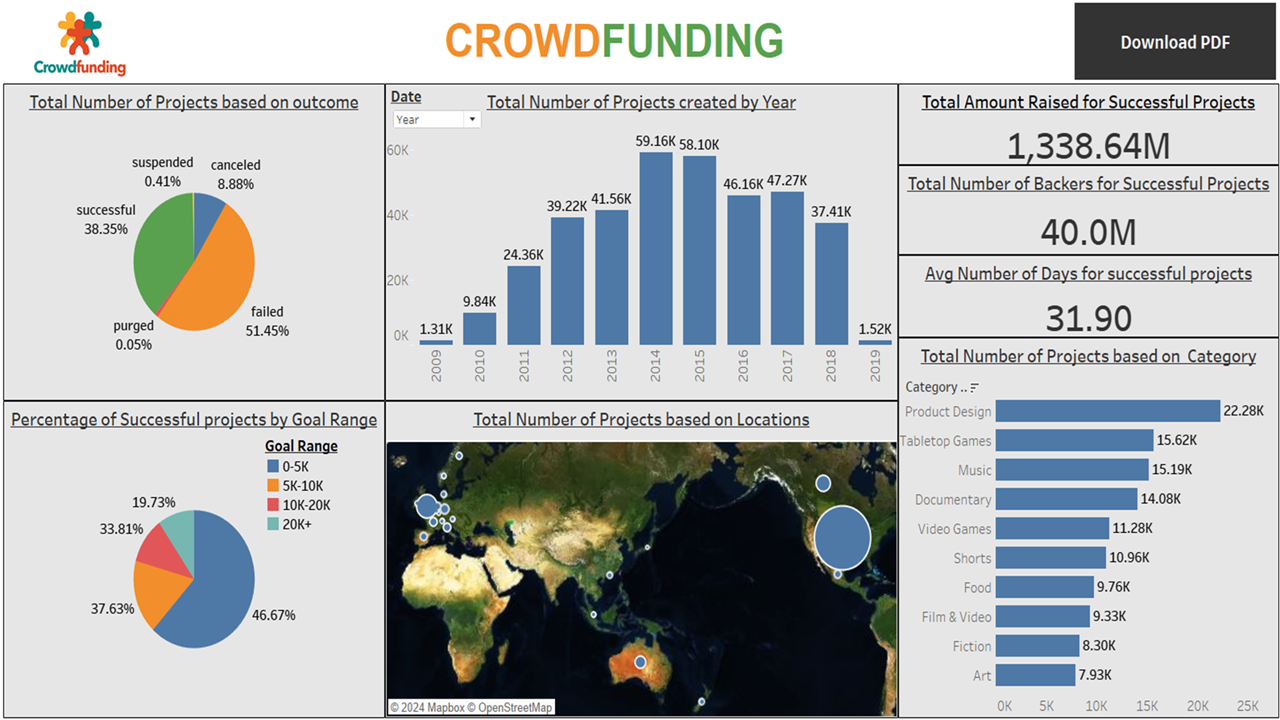 Crowdfunding
CROWDFUNDING
Download PDF
Total Number of Projects based on outcome
suspended
0.41%
canceled
8.88%
successful
38.35%
purged
0.05%
failed
51.45%
Date
Year
Total Number of Projects created by Year
60K
40K
20K
0K
1.31K
9.84K
24.36K
39.22K
41.56K
59.16K
58.10K
46.16K
47.27K
37.41K
1.52K
2009
2010
2011
2012
2013
2014
2015
2016
2017
2018
2019
Total Amount Raised for Successful Projects
1,338.64M
Total Number of Backers for Successful Projects
40.0M
Avg Number of Days for successful projects
31.90
Percentage of Successful projects by Goal Range
Goal Range
0-5K
5K-10K
10K-20K
20K+
19.73%
33.81%
37.63%
46.67%
Total Number of Projects based on Locations
© 2024 Mapbox © OpenStreetMap
Total Number of Projects based on Category
Category ..
Product Design 22.28K
Tabletop Games 15.62K
Music 15.19K
Documentary 14.08K
Video Games 11.28K
Shorts 10.96K
Food 9.76K
Film & Video 9.33K
Fiction 8.30K
Art 7.93K
0K 5K 10K 15K 20K 25K